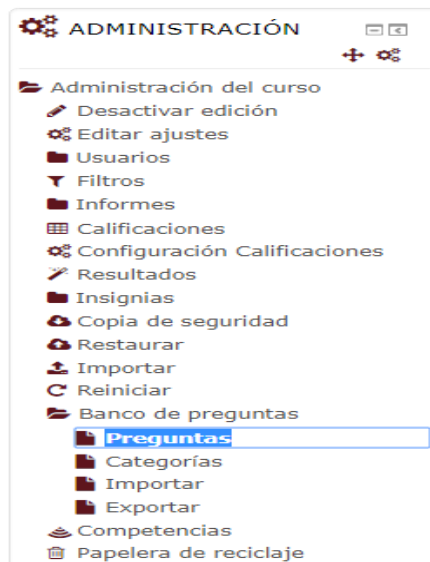 ADMINISTRACIÓN
Administración del curso
Desactivar edición
Editar ajustes
Usuarios
Filtros
Informes
Calificaciones
Configuración Calificaciones
Resultados
Insignias
Copia de seguridad
Restaurar
Importar
Reiniciar
Banco de preguntas
Preguntas
Categorías
Importar
Exportar
Competencias
Papelera de reciclaje